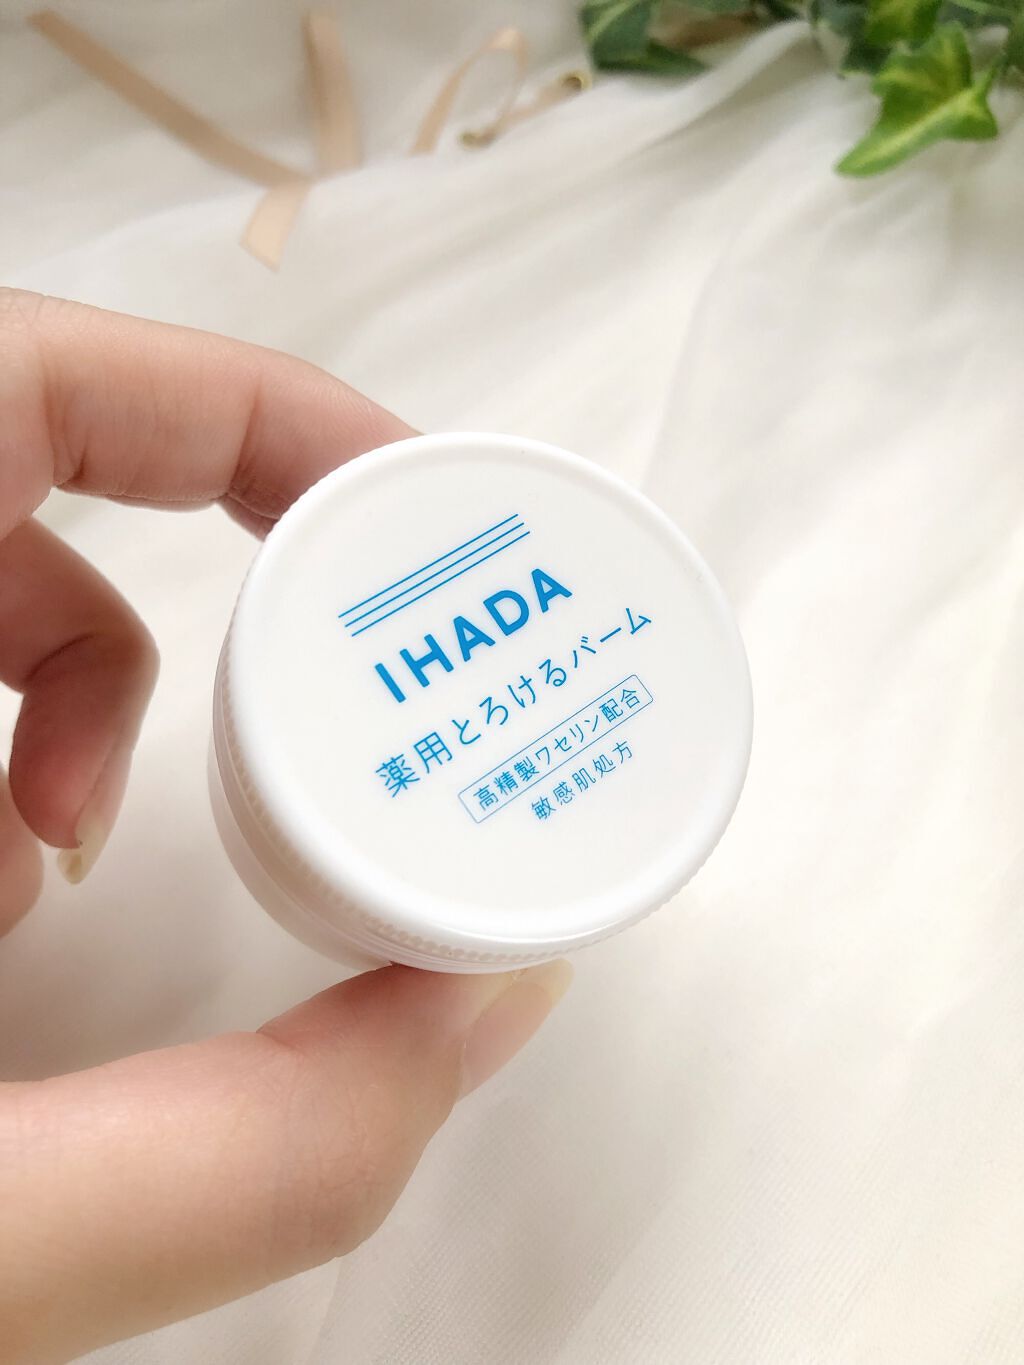 IHADA
薬用とろけるバーム
高精製ワセリン配合
敏感肌処方